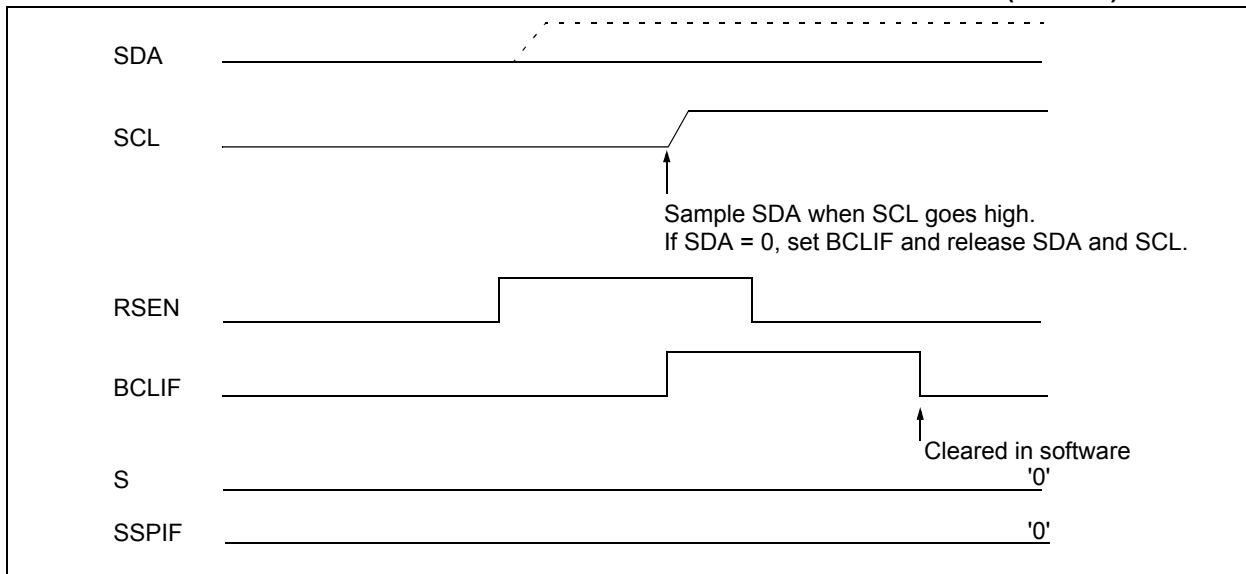 SDA
SCL
Sample SDA when SCL goes high.
If SDA = 0, set BCLIF and release SDA and SCL.
RSEN
BCLIF
Cleared in software
S
'0'
SSPIF
'0'